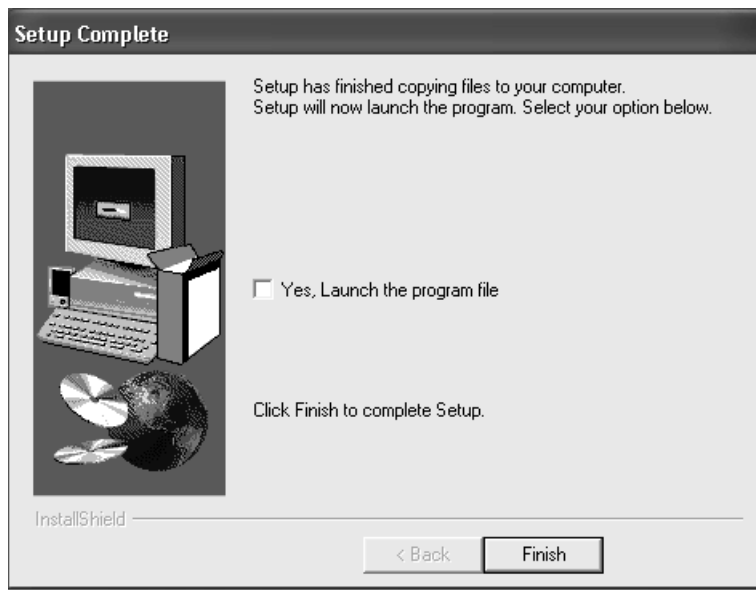 Setup Complete
Setup has finished copying files to your computer.
Setup will now launch the program. Select your option below.
Yes, Launch the program file
Click Finish to complete Setup.
InstallShield
< Back
Finish